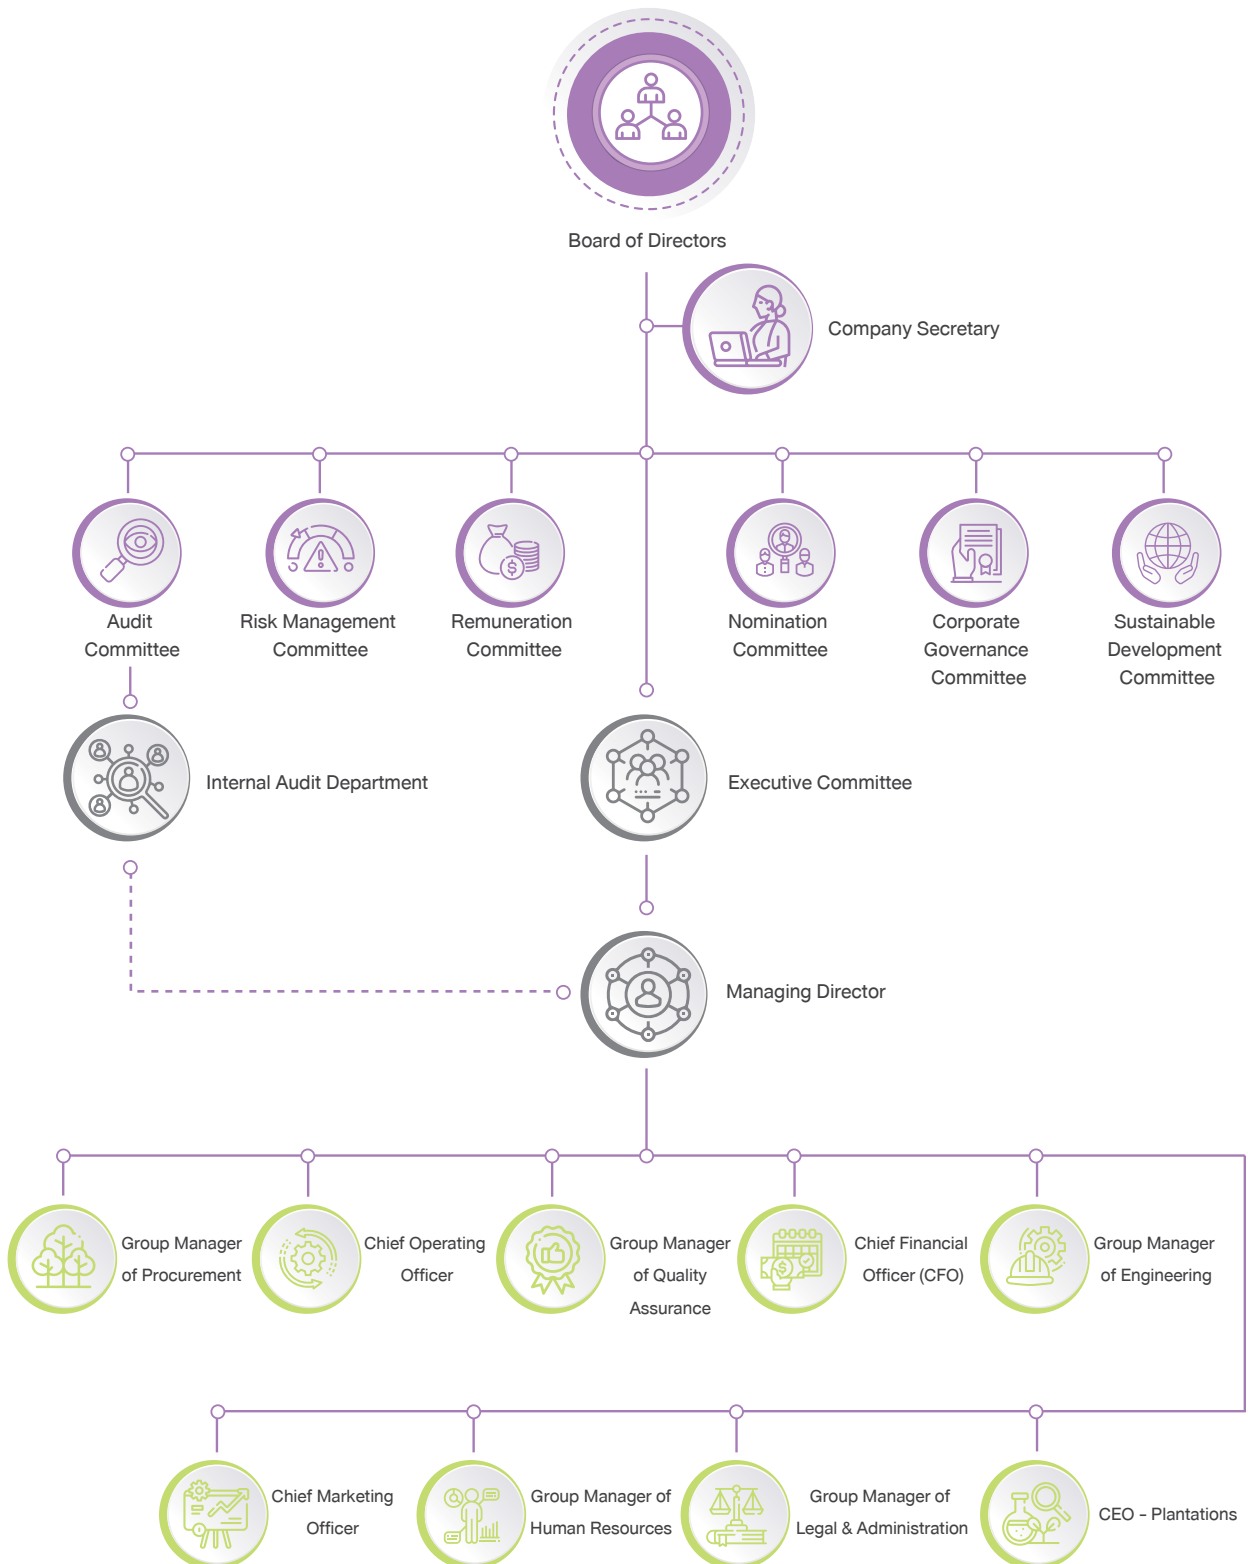 Board of Directors
Company Secretary
Audit
Committee
Risk Management
Committee
Remuneration
Committee
Nomination
Committee
Corporate
Governance
Committee
Sustainable
Development
Committee
Internal Audit Department
Executive Committee
Managing Director
Group Manager
of Procurement
Chief Operating
Officer
Group Manager
of Quality
Assurance
Chief Financial
Officer (CFO)
Group Manager
of Engineering
Chief Marketing
Officer
Group Manager of
Human Resources
Group Manager of
Legal & Administration
CEO - Plantations